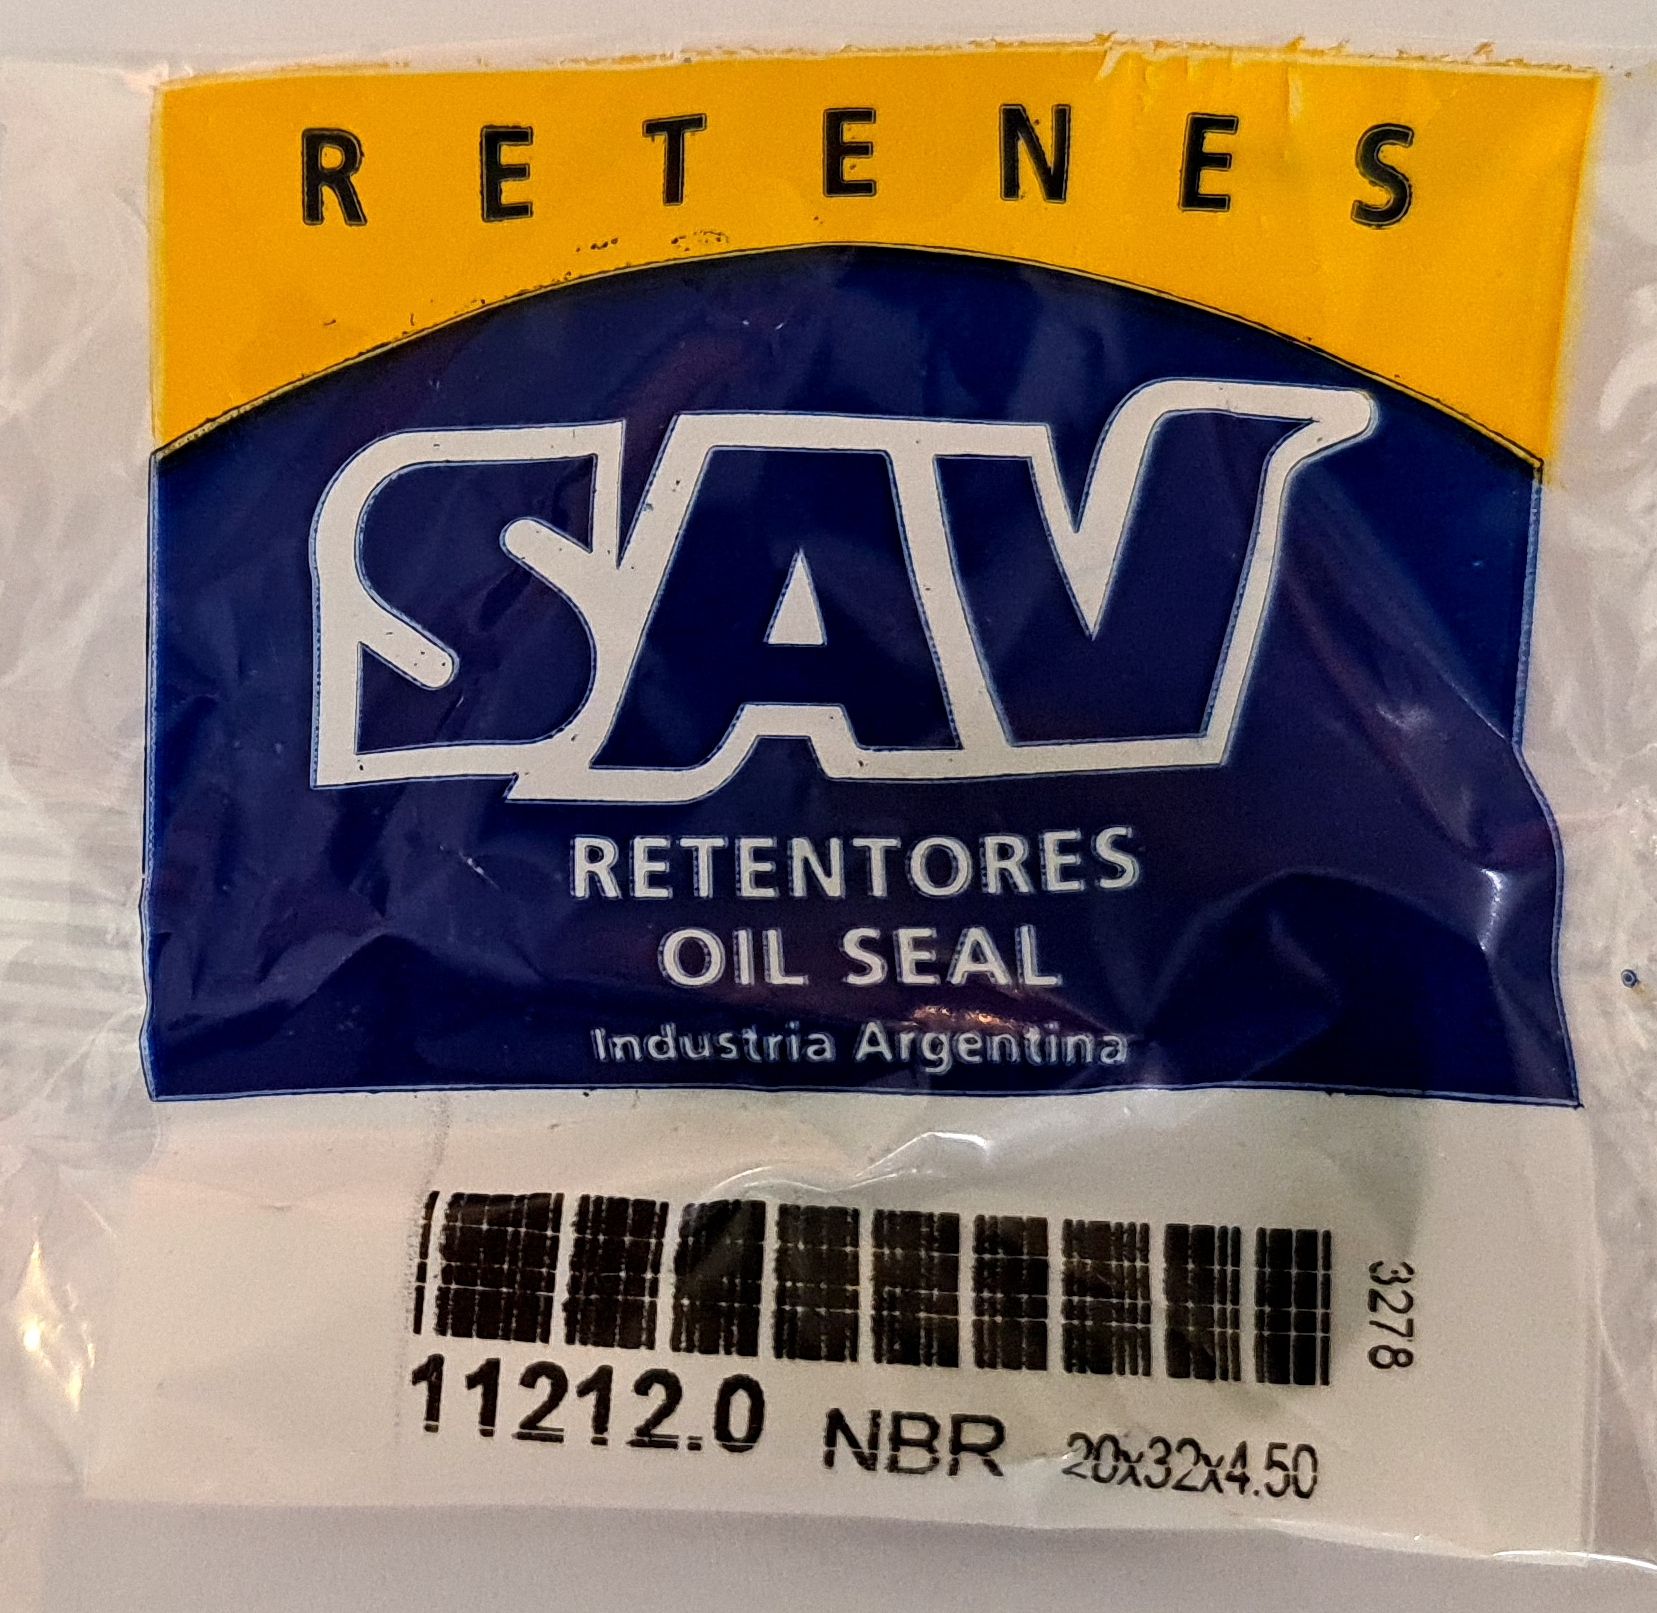 RETENES
SAV
RETENTORES
OIL SEAL
Industria Argentina
3278
11212.0 NBR 20x32x4.50